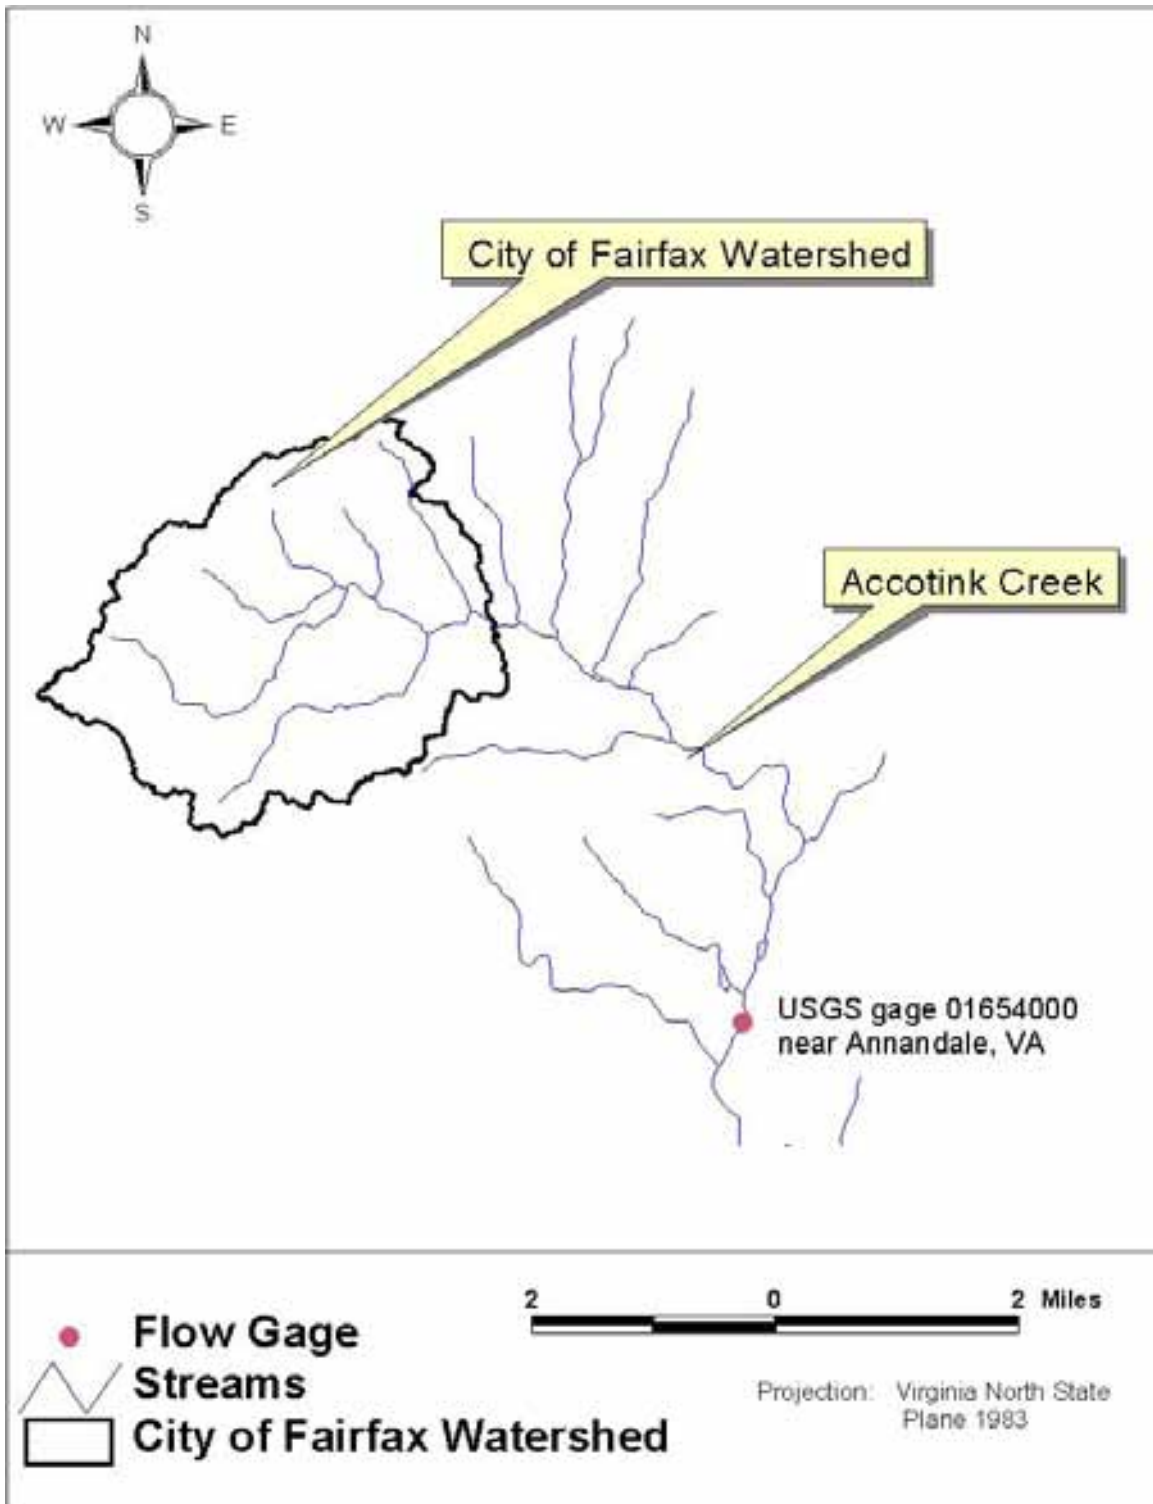 N
W E
S
City of Fairfax Watershed
Accotink Creek
USGS gage 01654000
near Annandale, VA
2 0 2 Miles
Flow Gage
Streams
City of Fairfax Watershed
Projection: Virginia North State
Plane 1983